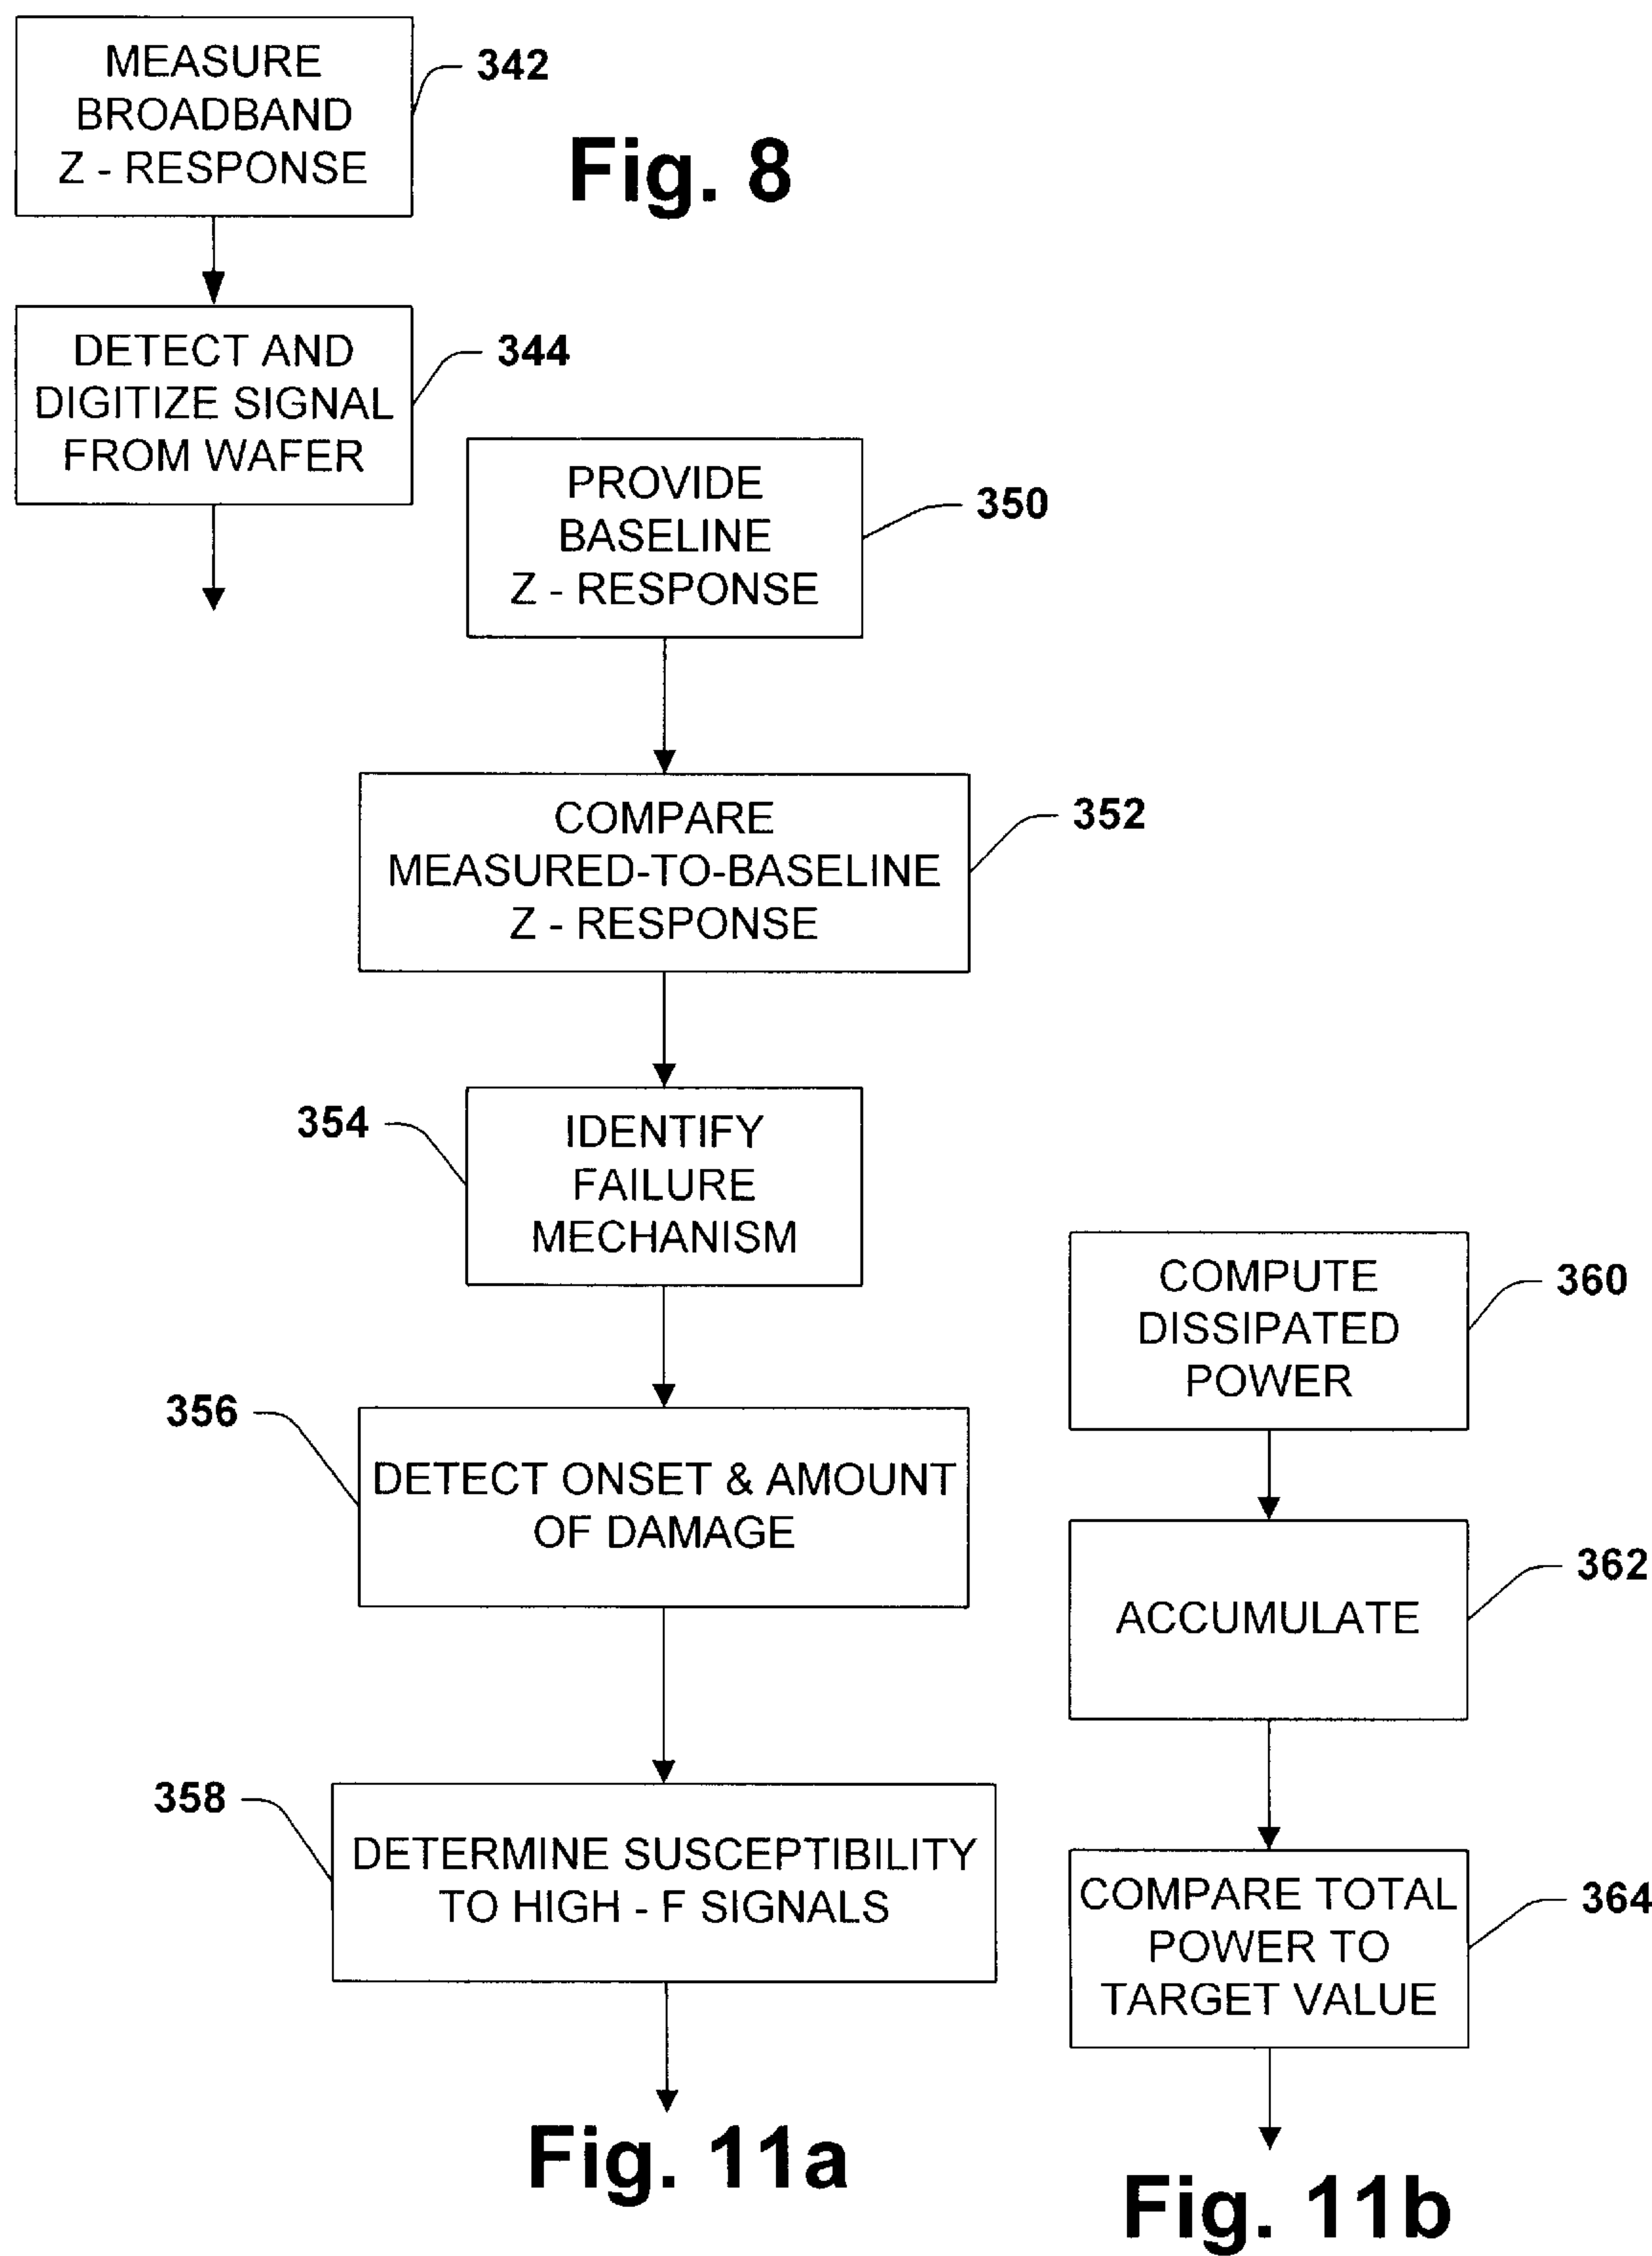 MEASURE
BROADBAND
Z - RESPONSE
342
Fig. 8
DETECT AND
DIGITIZE SIGNAL
FROM WAFER
344
PROVIDE
BASELINE
Z - RESPONSE
350
COMPARE
MEASURED-TO-BASELINE
Z - RESPONSE
352
354
IDENTIFY
FAILURE
MECHANISM
356
DETECT ONSET & AMOUNT
OF DAMAGE
358
DETERMINE SUSCEPTIBILITY
TO HIGH - F SIGNALS
Fig. 11a
COMPUTE
DISSIPATED
POWER
360
ACCUMULATE
362
COMPARE TOTAL
POWER TO
TARGET VALUE
364
Fig. 11b